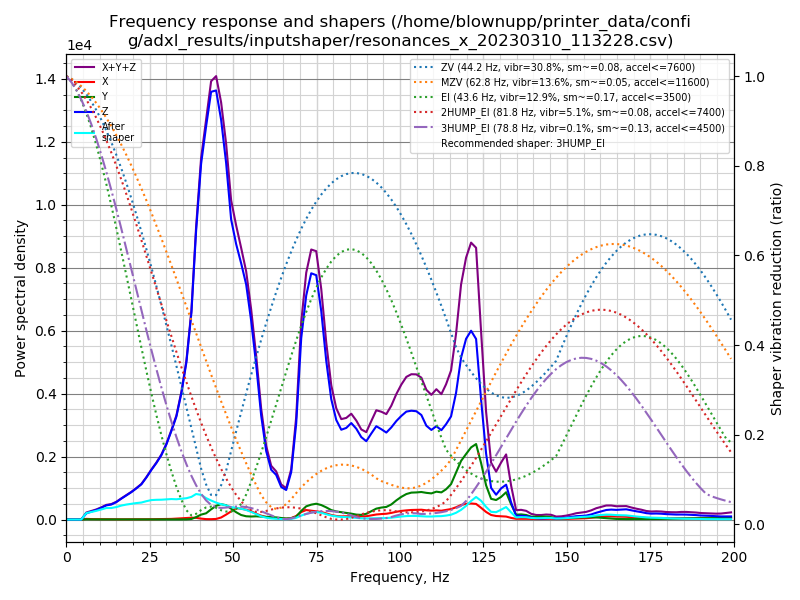 Frequency response and shapers (/home/blownupp/printer_data/confi
g/adxl_results/inputshaper/resonances_x_20230310_113228.csv)
1e4
X+Y+Z
X
Y
Z
After
shaper
ZV (44.2 Hz, vibr=30.8%, sm~=0.08, accel<=7600)
MZV (62.8 Hz, vibr=13.6%, sm~=0.05, accel<=11600)
EI (43.6 Hz, vibr=12.9%, sm~=0.17, accel<=3500)
2HUMP_EI (81.8 Hz, vibr=5.1%, sm~=0.08, accel<=7400)
3HUMP_EI (78.8 Hz, vibr=0.1%, sm~=0.13, accel<=4500)
Recommended shaper: 3HUMP_EI
Power spectral density
1.4
1.2
1.0
0.8
0.6
0.4
0.2
0.0
1.0
0.8
0.6
0.4
0.2
0.0
Shaper vibration reduction (ratio)
0 25 50 75 100 125 150 175 200
Frequency, Hz